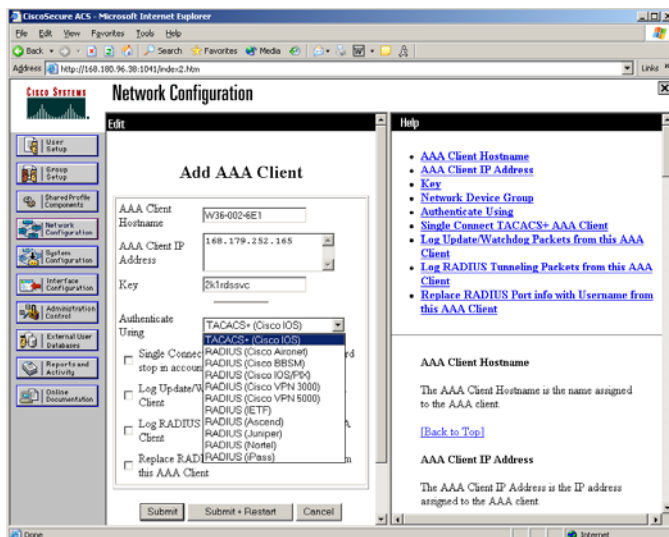 CiscoSecure ACS - Microsoft Internet Explorer
File Edit View Favorites Tools Help
Back Search Favorites Media
Address http://168.180.96.38:1041/index2.htm Links »
CISCO SYSTEMS
Network Configuration
User Setup
Group Setup
Shared Profile Components
Network Configuration
System Configuration
Interface Configuration
Administration Control
External User Databases
Reports and Activity
Online Documentation
Edit
Add AAA Client
AAA Client Hostname W36-002-6E1
AAA Client IP Address 168.179.252.165
Key 2k1rdssvc
Authenticate Using TACACS+ (Cisco IOS)
TACACS+ (Cisco IOS)
RADIUS (Cisco Aironet)
RADIUS (Cisco BBSM)
RADIUS (Cisco IOS/PIX)
RADIUS (Cisco VPN 3000)
RADIUS (Cisco VPN 5000)
RADIUS (IETF)
RADIUS (Ascend)
RADIUS (Juniper)
RADIUS (Nortel)
RADIUS (iPass)
Single Connec rd
stop in accoun
Log Update/W
Client
Log RADIUS A
Client
Replace RADI m
this AAA Client
Submit Submit + Restart Cancel
Help
AAA Client Hostname
AAA Client IP Address
Key
Network Device Group
Authenticate Using
Single Connect TACACS+ AAA Client
Log Update/Watchdog Packets from this AAA
Client
Log RADIUS Tunneling Packets from this AAA
Client
Replace RADIUS Port info with Username from
this AAA Client
AAA Client Hostname
The AAA Client Hostname is the name assigned
to the AAA client.
[Back to Top]
AAA Client IP Address
The AAA Client IP Address is the IP address
assigned to the AAA client.
Done Internet